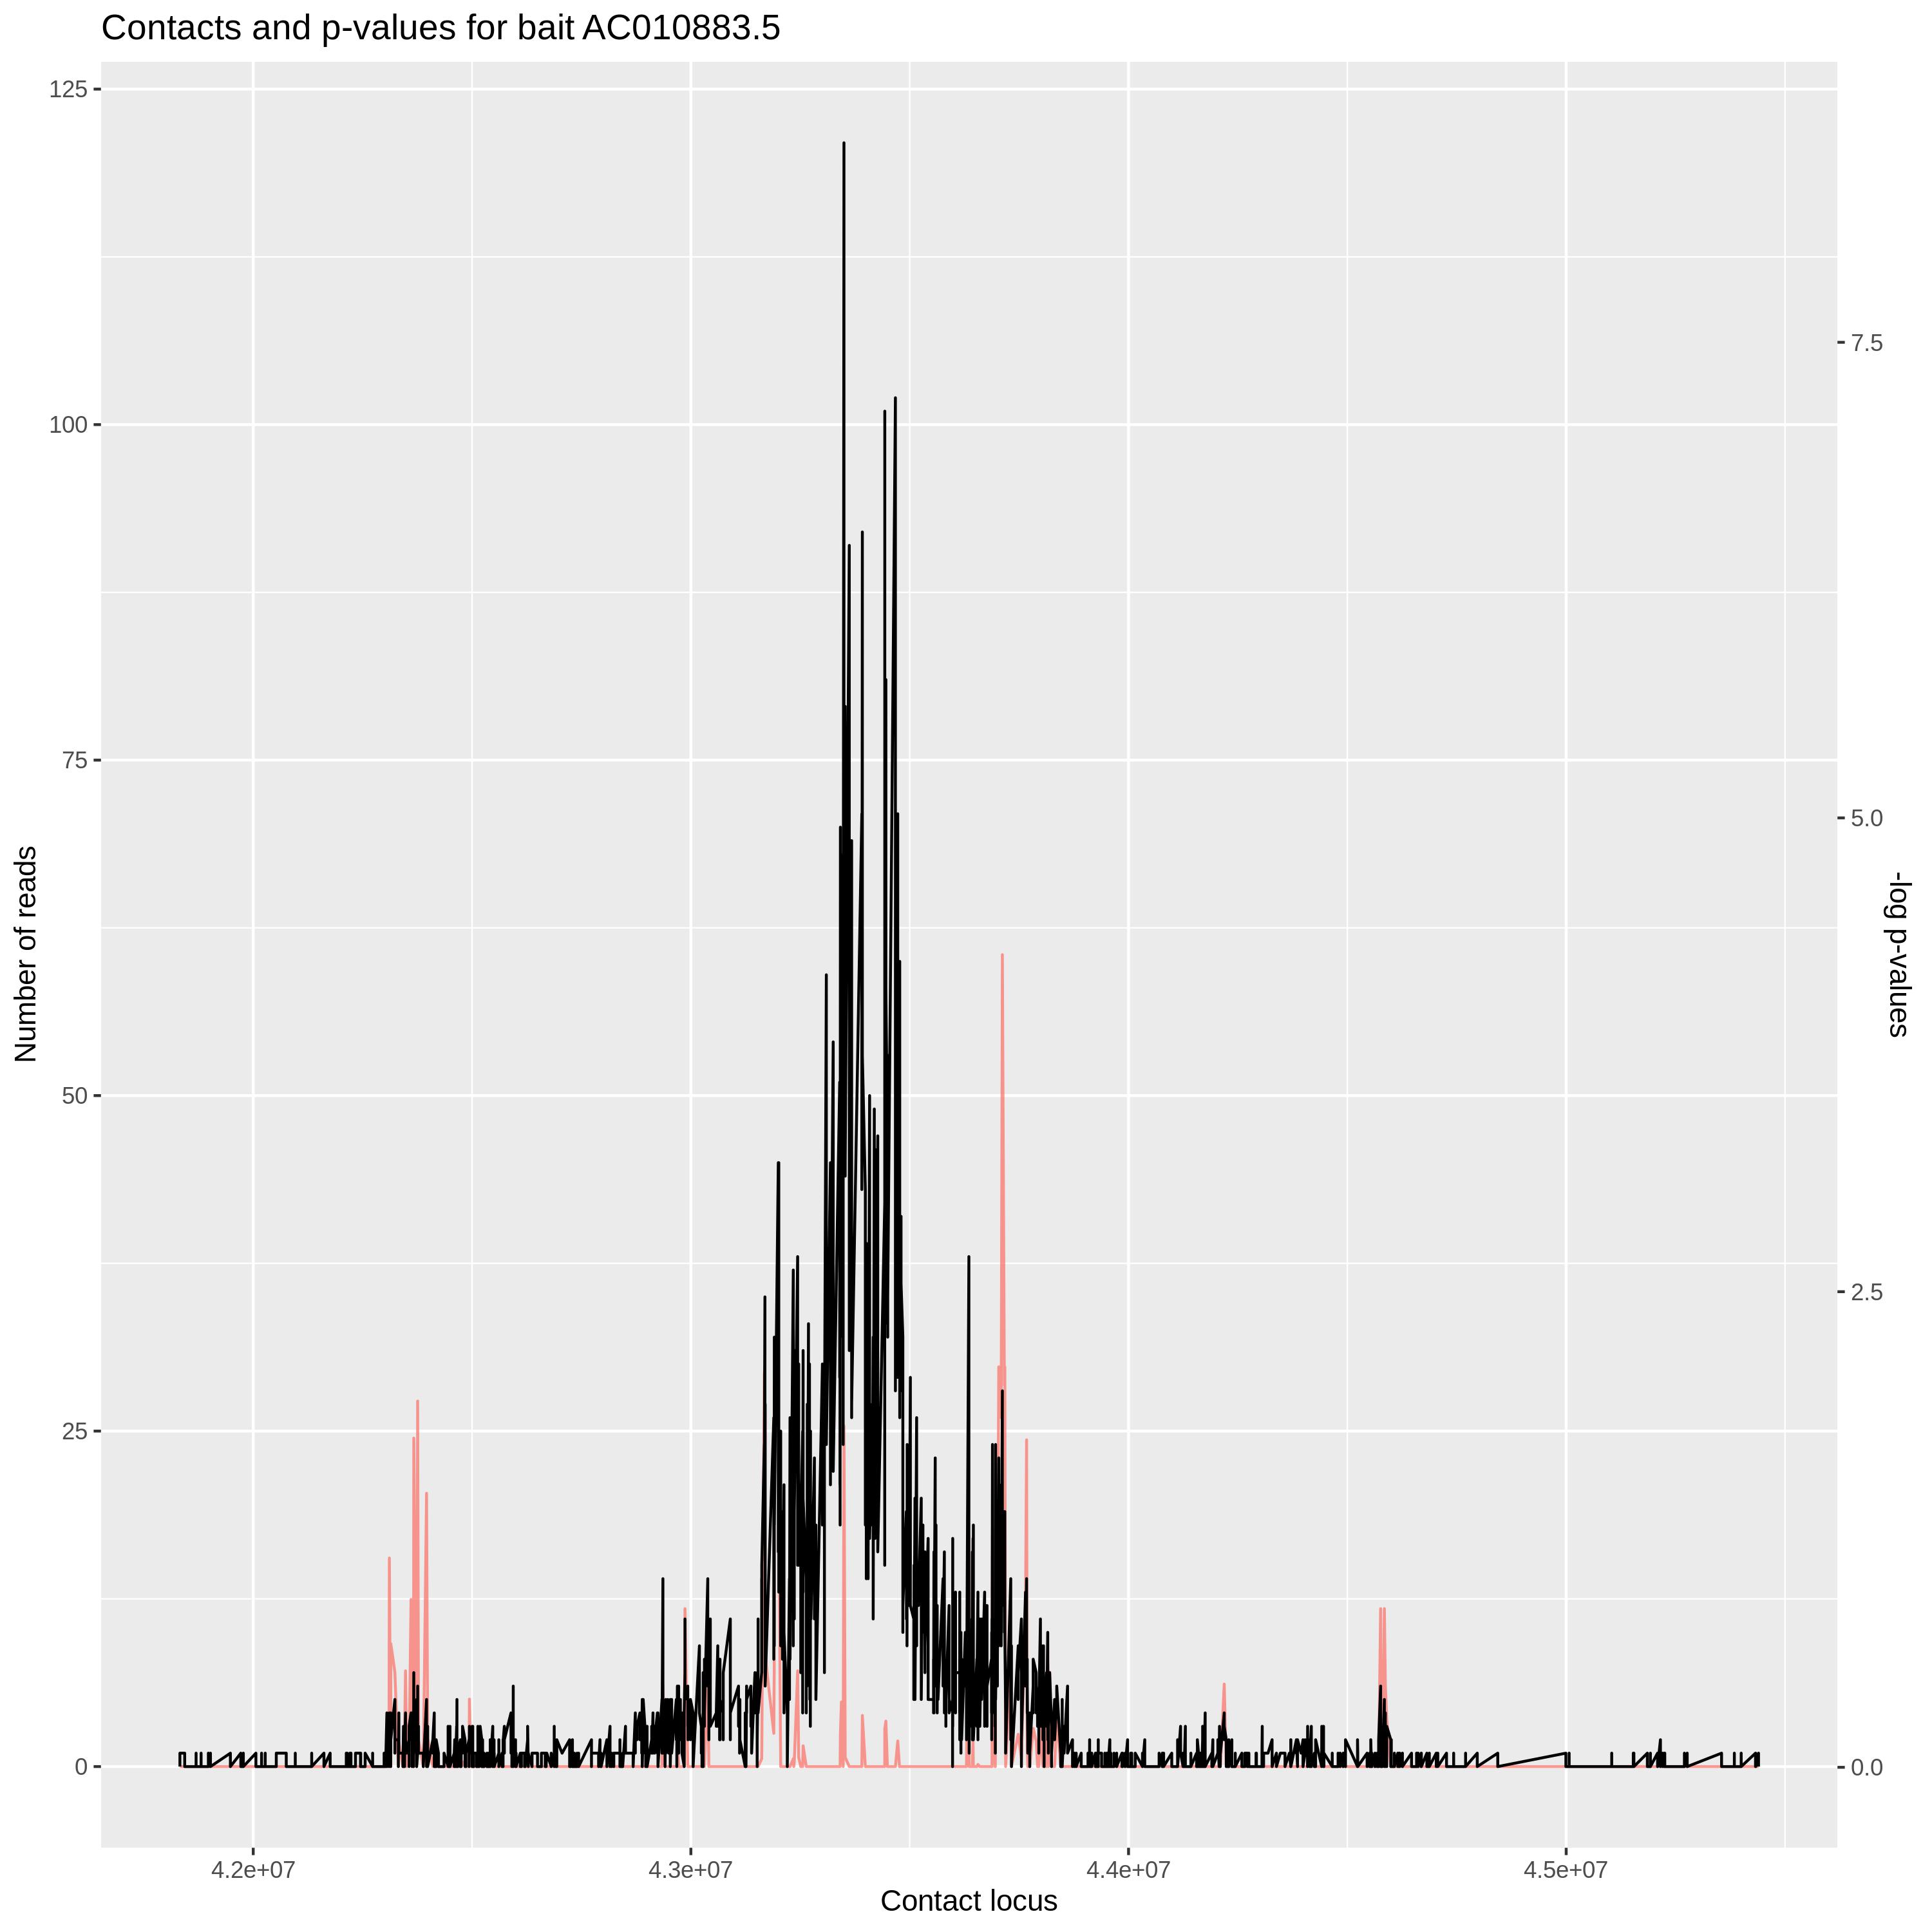 Contacts and p-values for bait AC010883.5
125
100
75
50
25
0
Number of reads
7.5
5.0
2.5
0.0
-log p-values
4.2e+07
4.3e+07
4.4e+07
4.5e+07
Contact locus